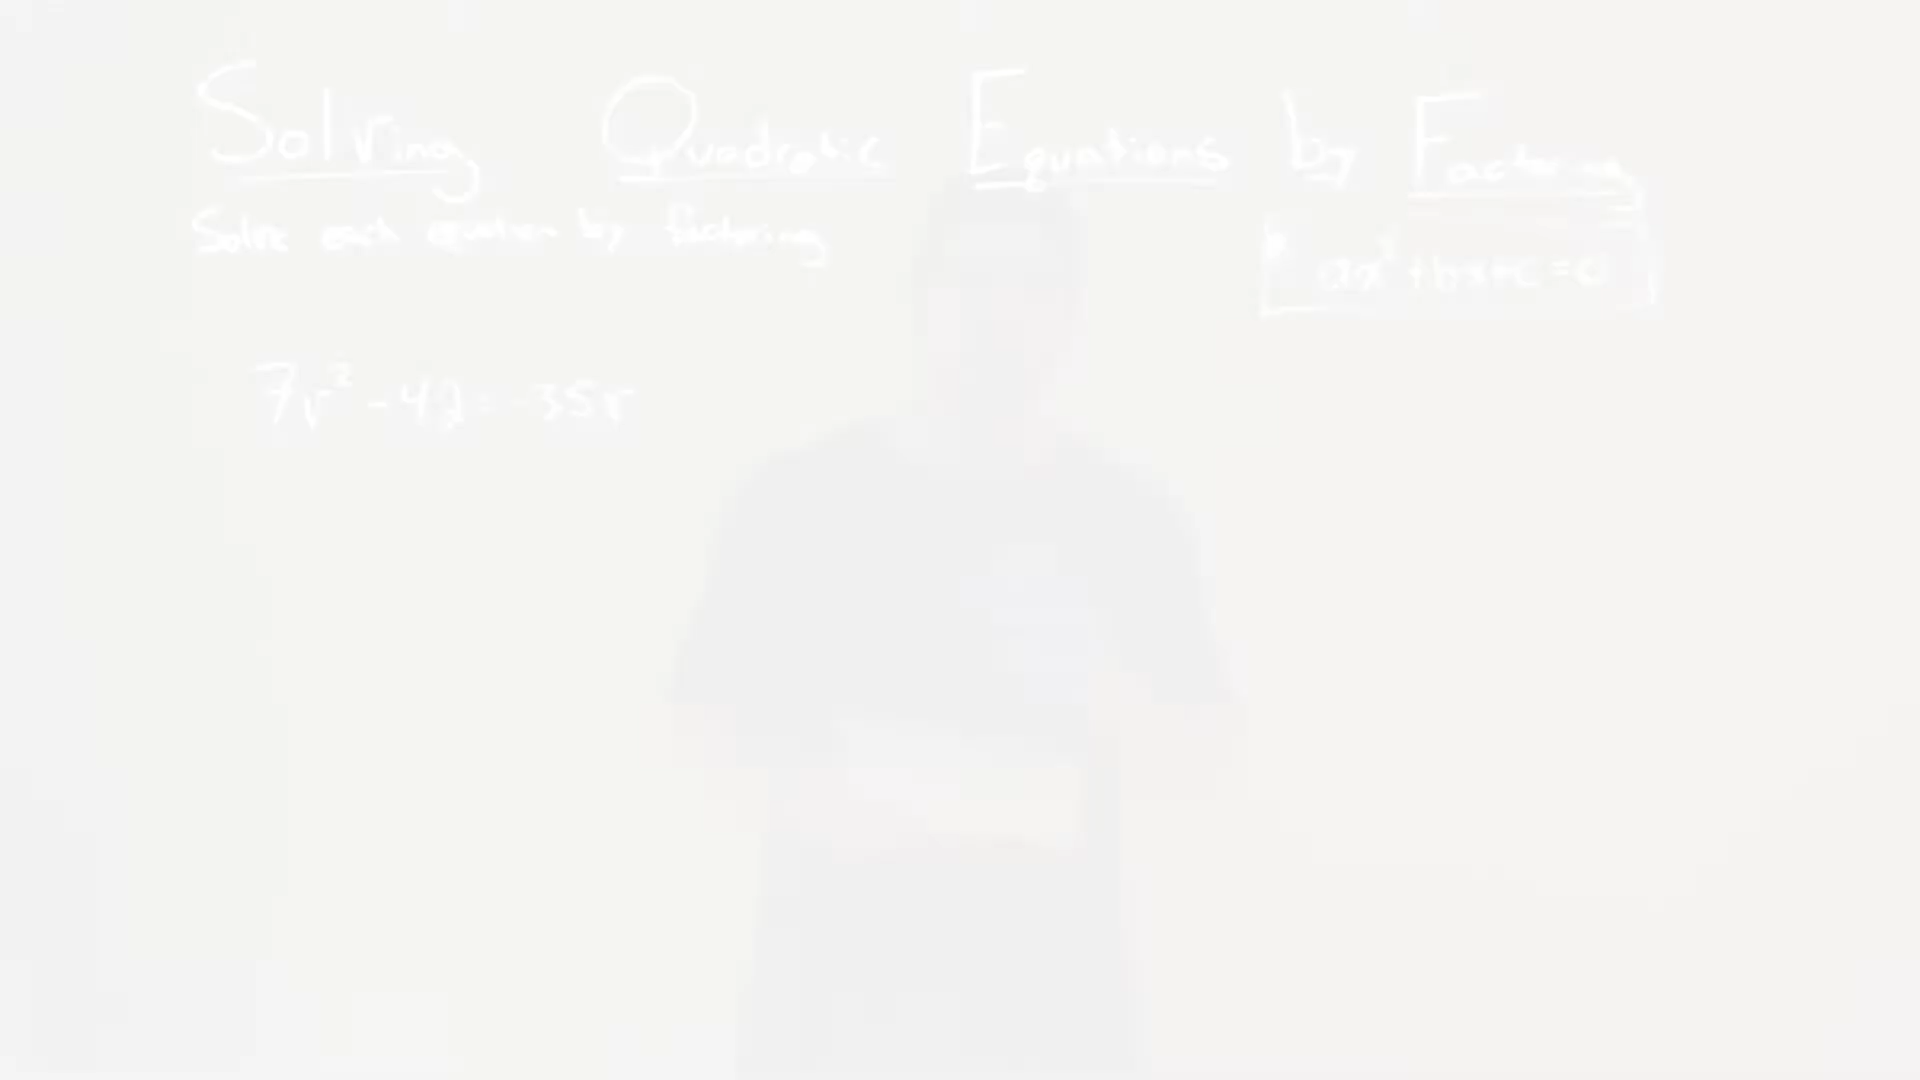 Solving Quadratic Equations by Factoring
Solve each equation by factoring
ax² + bx + c = 0
7r² - 42 = -35r